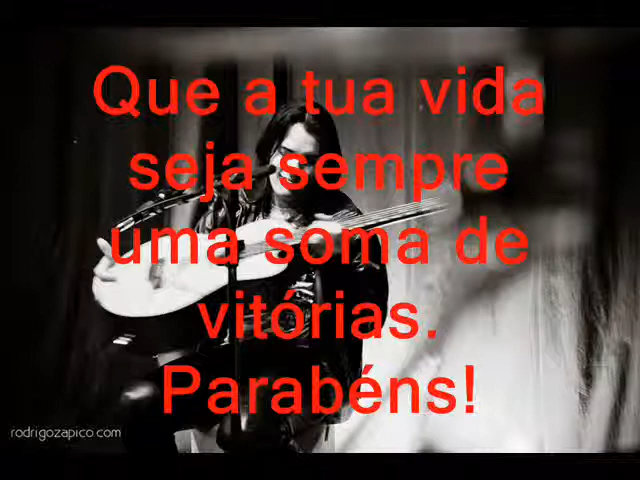 Que a tua vida
seja sempre
uma soma de
vitórias.
Parabéns!
rodrigozapico.com